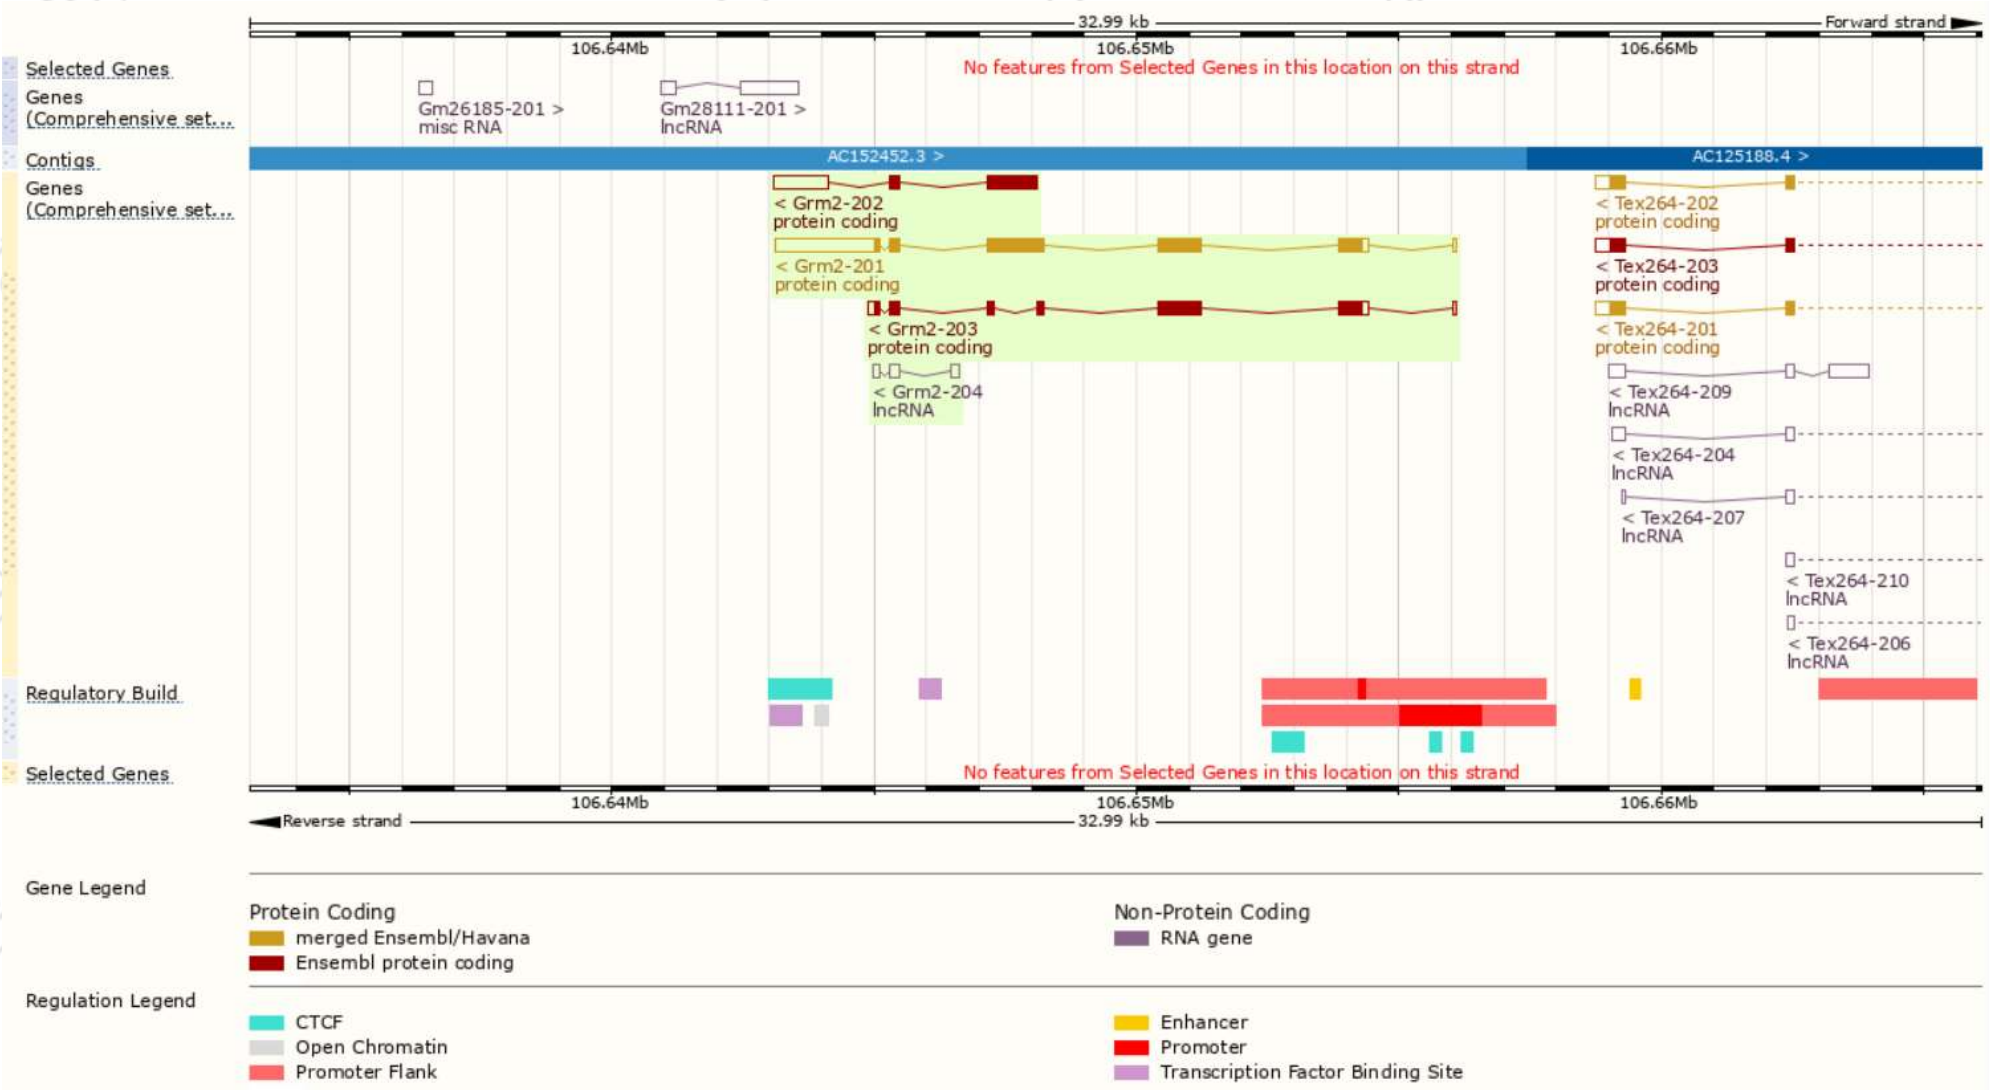 32.99 kb
Forward strand
106.64Mb 106.65Mb 106.66Mb
Selected Genes
No features from Selected Genes in this location on this strand
Genes
(Comprehensive set...
Gm26185-201 >
misc RNA
Gm28111-201 >
lncRNA
Contigs
AC152452.3 >
AC125188.4 >
Genes
(Comprehensive set...
< Grm2-202
protein coding
< Tex264-202
protein coding
< Grm2-201
protein coding
< Tex264-203
protein coding
< Grm2-203
protein coding
< Tex264-201
protein coding
< Grm2-204
lncRNA
< Tex264-209
lncRNA
< Tex264-204
lncRNA
< Tex264-207
lncRNA
< Tex264-210
lncRNA
< Tex264-206
lncRNA
Regulatory Build
Selected Genes
No features from Selected Genes in this location on this strand
106.64Mb 106.65Mb 106.66Mb
Reverse strand
32.99 kb
Gene Legend
Protein Coding
merged Ensembl/Havana
Ensembl protein coding
Non-Protein Coding
RNA gene
Regulation Legend
CTCF
Open Chromatin
Promoter Flank
Enhancer
Promoter
Transcription Factor Binding Site